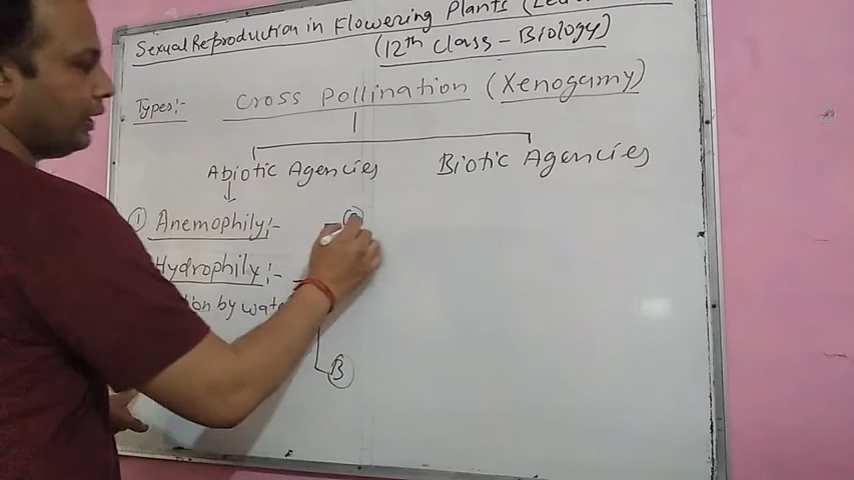 Sexual Reproduction in Flowering Plants
(12th Class - Biology)
Types:- Cross Pollination (Xenogamy)
Abiotic Agencies Biotic Agencies
① Anemophily:-
Hydrophily:-
by
B